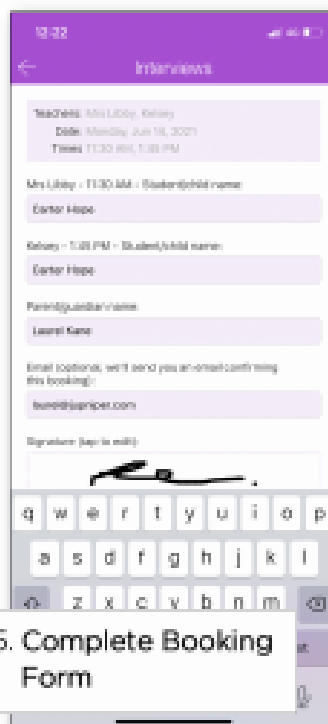 12:22
Interviews
Teachers: Mrs Libby, Kelsey
Date: Monday, Jun 14, 2021
Times: 11:30 AM, 1:45 PM
Mrs Libby - 11:30 AM - Student/child name:
Carter Hope
Kelsey - 1:45 PM - Student/child name:
Carter Hope
Parent/guardian name:
Laurel Kane
Email (optional, we'll send you an email confirming
this booking):
Signature (tap to edit):
q w e r t y u i o p
a s d f g h j k l
z x c v b n m
5. Complete Booking
Form